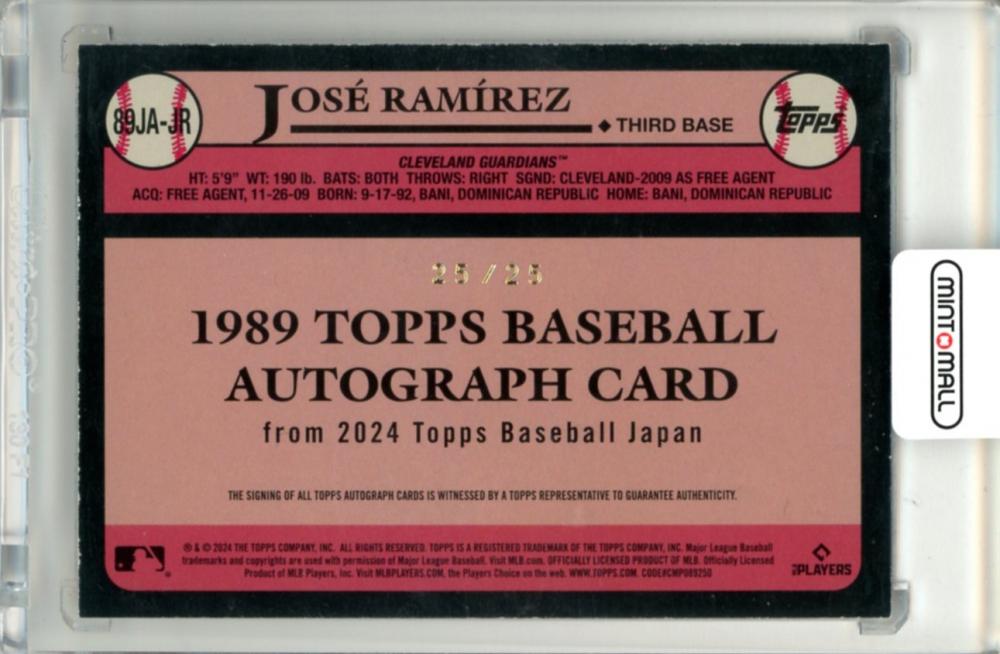 89JA-JR
JOSÉ RAMÍREZ
◆ THIRD BASE
Topps
CLEVELAND GUARDIANS™
HT: 5'9" WT: 190 lb. BATS: BOTH THROWS: RIGHT SGND: CLEVELAND-2009 AS FREE AGENT
ACQ: FREE AGENT, 11-26-09 BORN: 9-17-92, BANI, DOMINICAN REPUBLIC HOME: BANI, DOMINICAN REPUBLIC
25/25
1989 TOPPS BASEBALL
AUTOGRAPH CARD
from 2024 Topps Baseball Japan
THE SIGNING OF ALL TOPPS AUTOGRAPH CARDS IS WITNESSED BY A TOPPS REPRESENTATIVE TO GUARANTEE AUTHENTICITY.
® & © 2024 THE TOPPS COMPANY, INC. ALL RIGHTS RESERVED. TOPPS IS A REGISTERED TRADEMARK OF THE TOPPS COMPANY, INC. Major League Baseball
trademarks and copyrights are used with permission of Major League Baseball. Visit MLB.com. OFFICIALLY LICENSED PRODUCT OF MLB. Officially Licensed
Product of MLB Players, Inc. Visit MLBPLAYERS.COM, the Players Choice on the web. WWW.TOPPS.COM. CODE#CMP089250
PLAYERS
MINT MALL